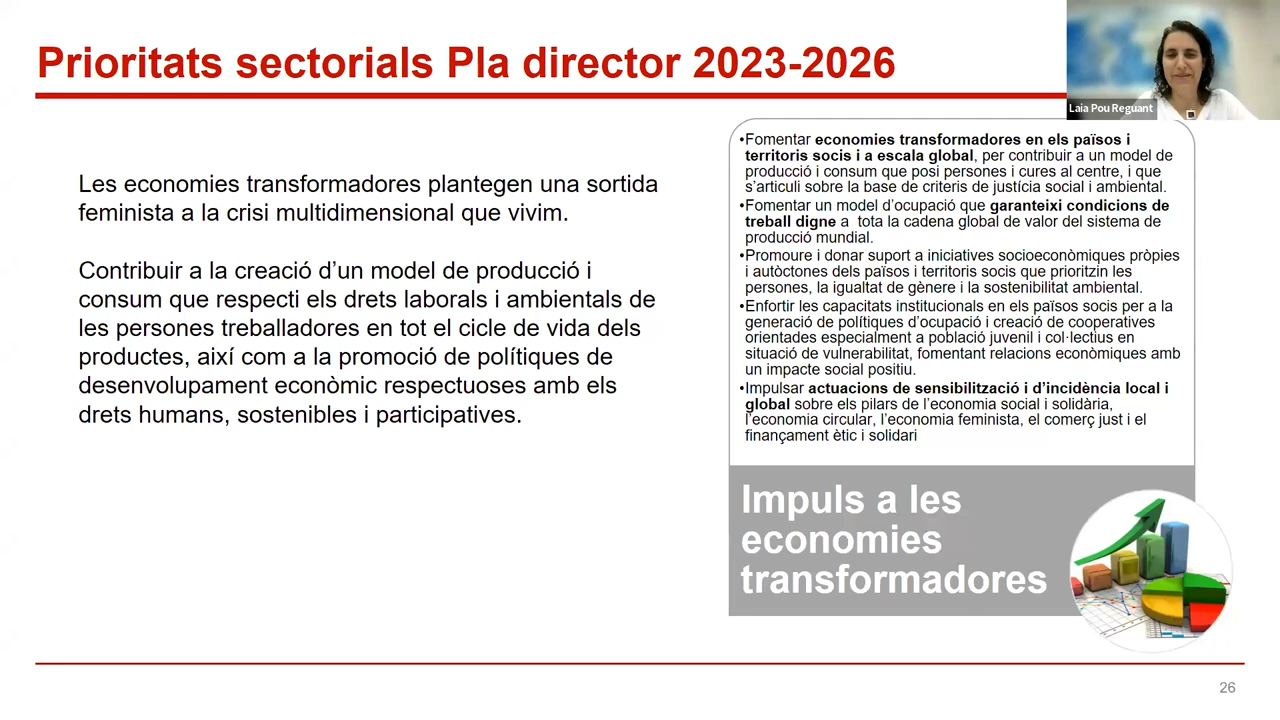 Prioritats sectorials Pla director 2023-2026
Laia Pou Reguant
Les economies transformadores plantegen una sortida
feminista a la crisi multidimensional que vivim.
Contribuir a la creació d’un model de producció i
consum que respecti els drets laborals i ambientals de
les persones treballadores en tot el cicle de vida dels
productes, així com a la promoció de polítiques de
desenvolupament econòmic respectuoses amb els
drets humans, sostenibles i participatives.
•Fomentar economies transformadores en els països i
territoris socis i a escala global, per contribuir a un model de
producció i consum que posi persones i cures al centre, i que
s’articuli sobre la base de criteris de justícia social i ambiental.
•Fomentar un model d’ocupació que garanteixi condicions de
treball digne a tota la cadena global de valor del sistema de
producció mundial.
•Promoure i donar suport a iniciatives socioeconòmiques pròpies
i autòctones dels països i territoris socis que prioritzin les
persones, la igualtat de gènere i la sostenibilitat ambiental.
•Enfortir les capacitats institucionals en els països socis per a la
generació de polítiques d’ocupació i creació de cooperatives
orientades especialment a població juvenil i col·lectius en
situació de vulnerabilitat, fomentant relacions econòmiques amb
un impacte social positiu.
•Impulsar actuacions de sensibilització i d’incidència local i
global sobre els pilars de l’economia social i solidària,
l’economia circular, l’economia feminista, el comerç just i el
finançament ètic i solidari
Impuls a les
economies
transformadores
26